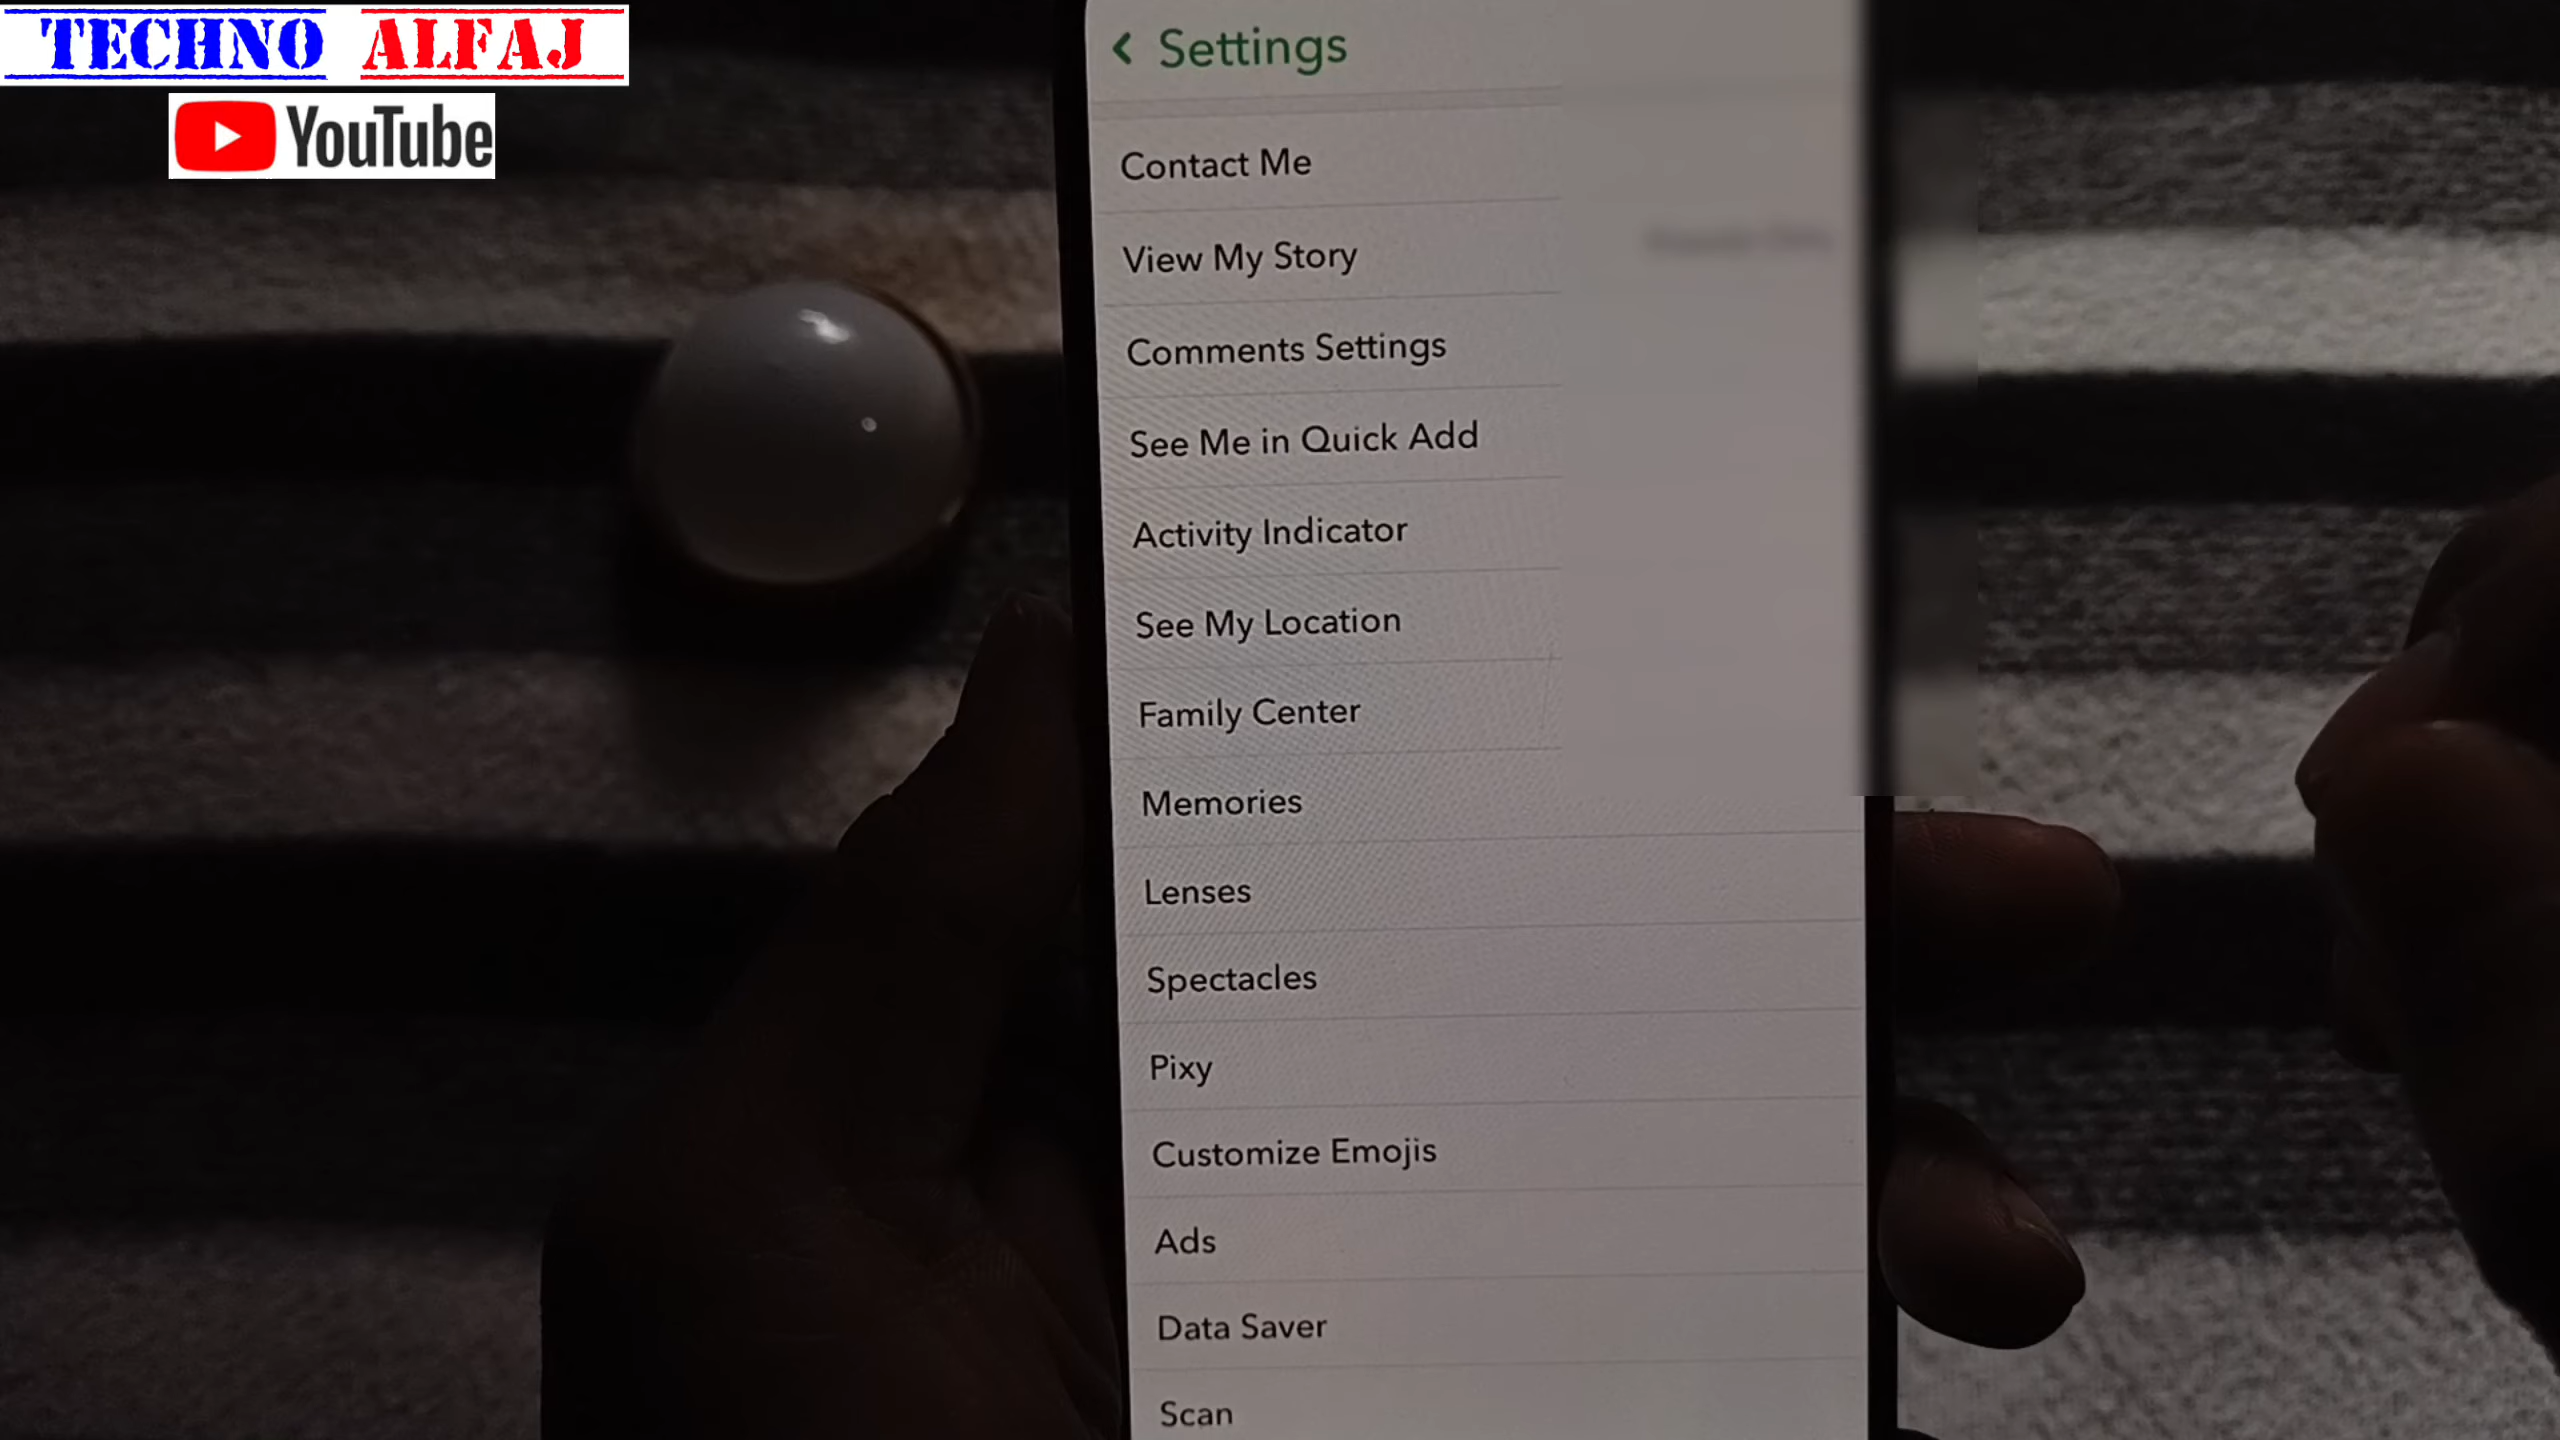 TECHNO ALFAJ
YouTube
Settings
Contact Me
View My Story
Comments Settings
See Me in Quick Add
Activity Indicator
See My Location
Family Center
Memories
Lenses
Spectacles
Pixy
Customize Emojis
Ads
Data Saver
Scan